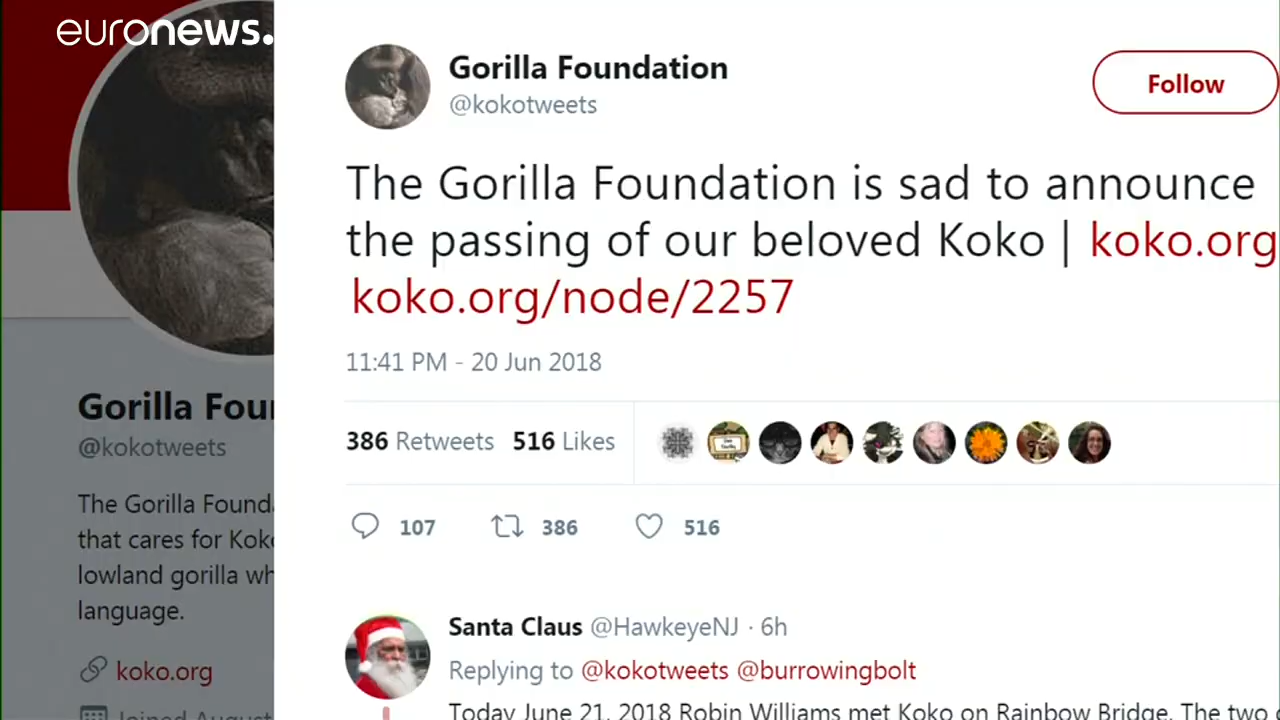 euronews.
Gorilla Foundation
@kokotweets
Follow
The Gorilla Foundation is sad to announce
the passing of our beloved Koko | koko.org
koko.org/node/2257
11:41 PM - 20 Jun 2018
386 Retweets 516 Likes
107 386 516
Santa Claus @HawkeyeNJ · 6h
Replying to @kokotweets @burrowingbolt
Today June 21, 2018 Robin Williams met Koko on Rainbow Bridge. The two
Gorilla Fou
@kokotweets
The Gorilla Found
that cares for Kok
lowland gorilla wh
language.
koko.org
Joined August